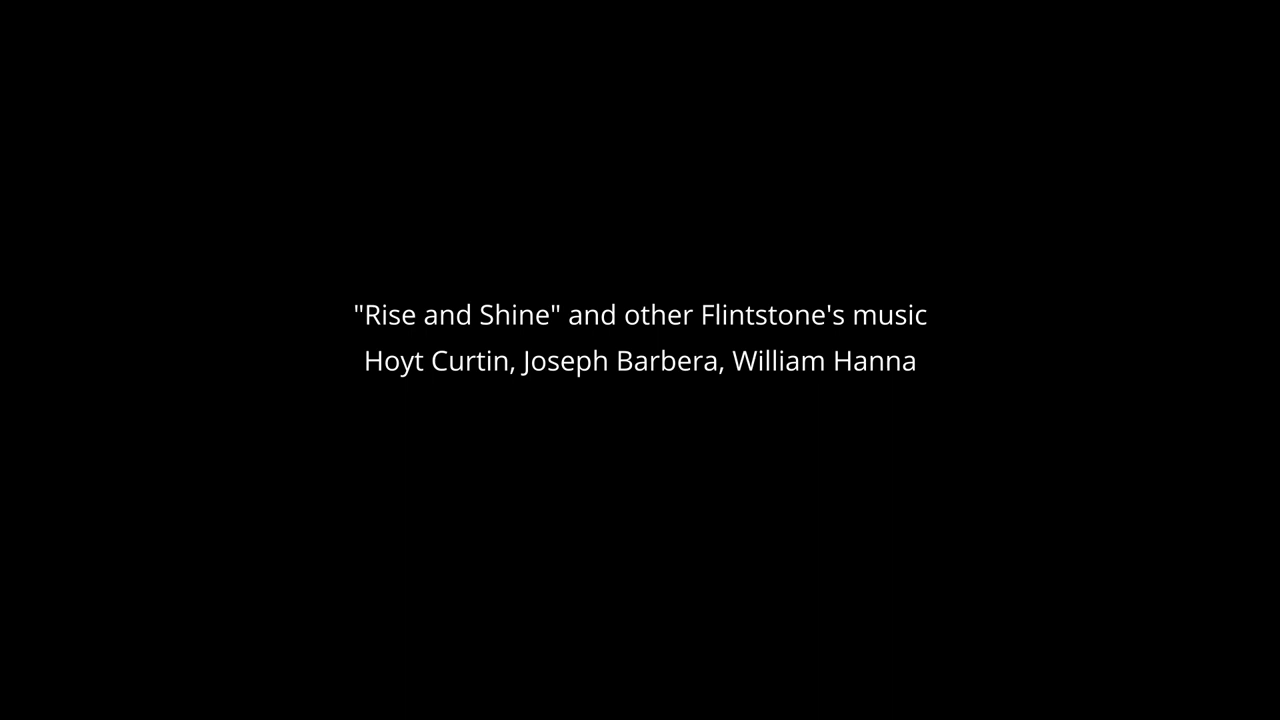 "Rise and Shine" and other Flintstone's music
Hoyt Curtin, Joseph Barbera, William Hanna